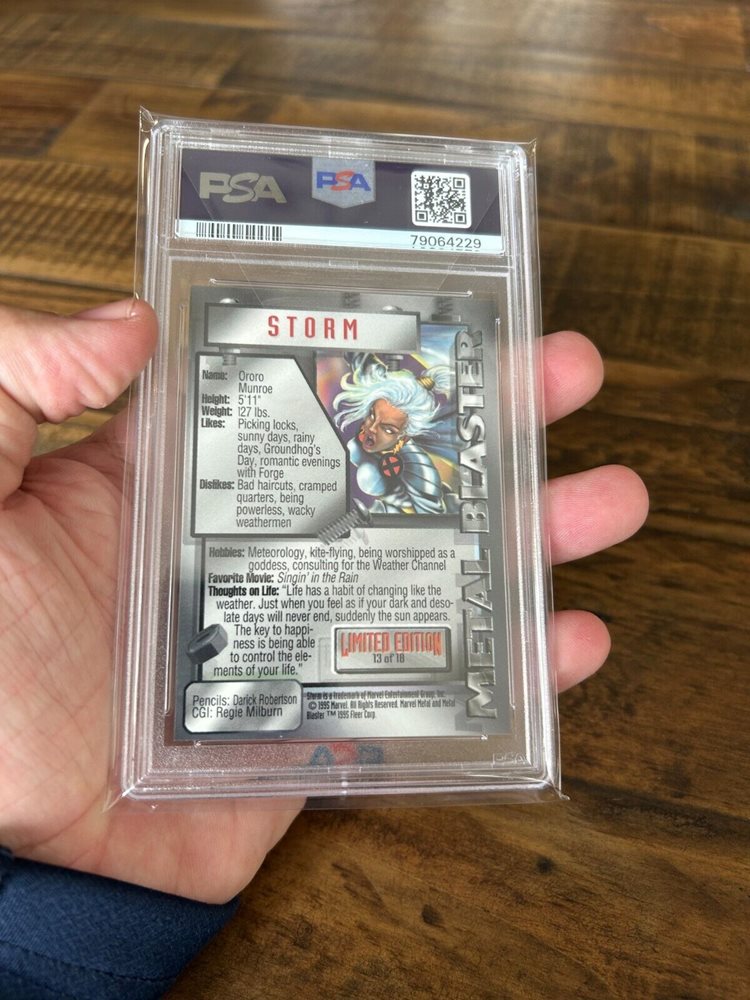 PSA
PSA
79064229
STORM
Name: Ororo
Munroe
Height: 5'11"
Weight: 127 lbs.
Likes: Picking locks,
sunny days, rainy
days, Groundhog's
Day, romantic evenings
with Forge
Dislikes: Bad haircuts, cramped
quarters, being
powerless, wacky
weathermen
METAL BLASTER
Hobbies: Meteorology, kite-flying, being worshipped as a
goddess, consulting for the Weather Channel
Favorite Movie: Singin' in the Rain
Thoughts on Life: "Life has a habit of changing like the
weather. Just when you feel as if your dark and deso-
late days will never end, suddenly the sun appears.
The key to happi-
ness is being able
to control the ele-
ments of your life."
LIMITED EDITION
13 of 18
Pencils: Darick Robertson
CGI: Regie Milburn
Storm is a trademark of Marvel Entertainment Group, Inc.
© 1995 Marvel. All Rights Reserved. Marvel Metal and Metal
Blaster ™ 1995 Fleer Corp.
PSA